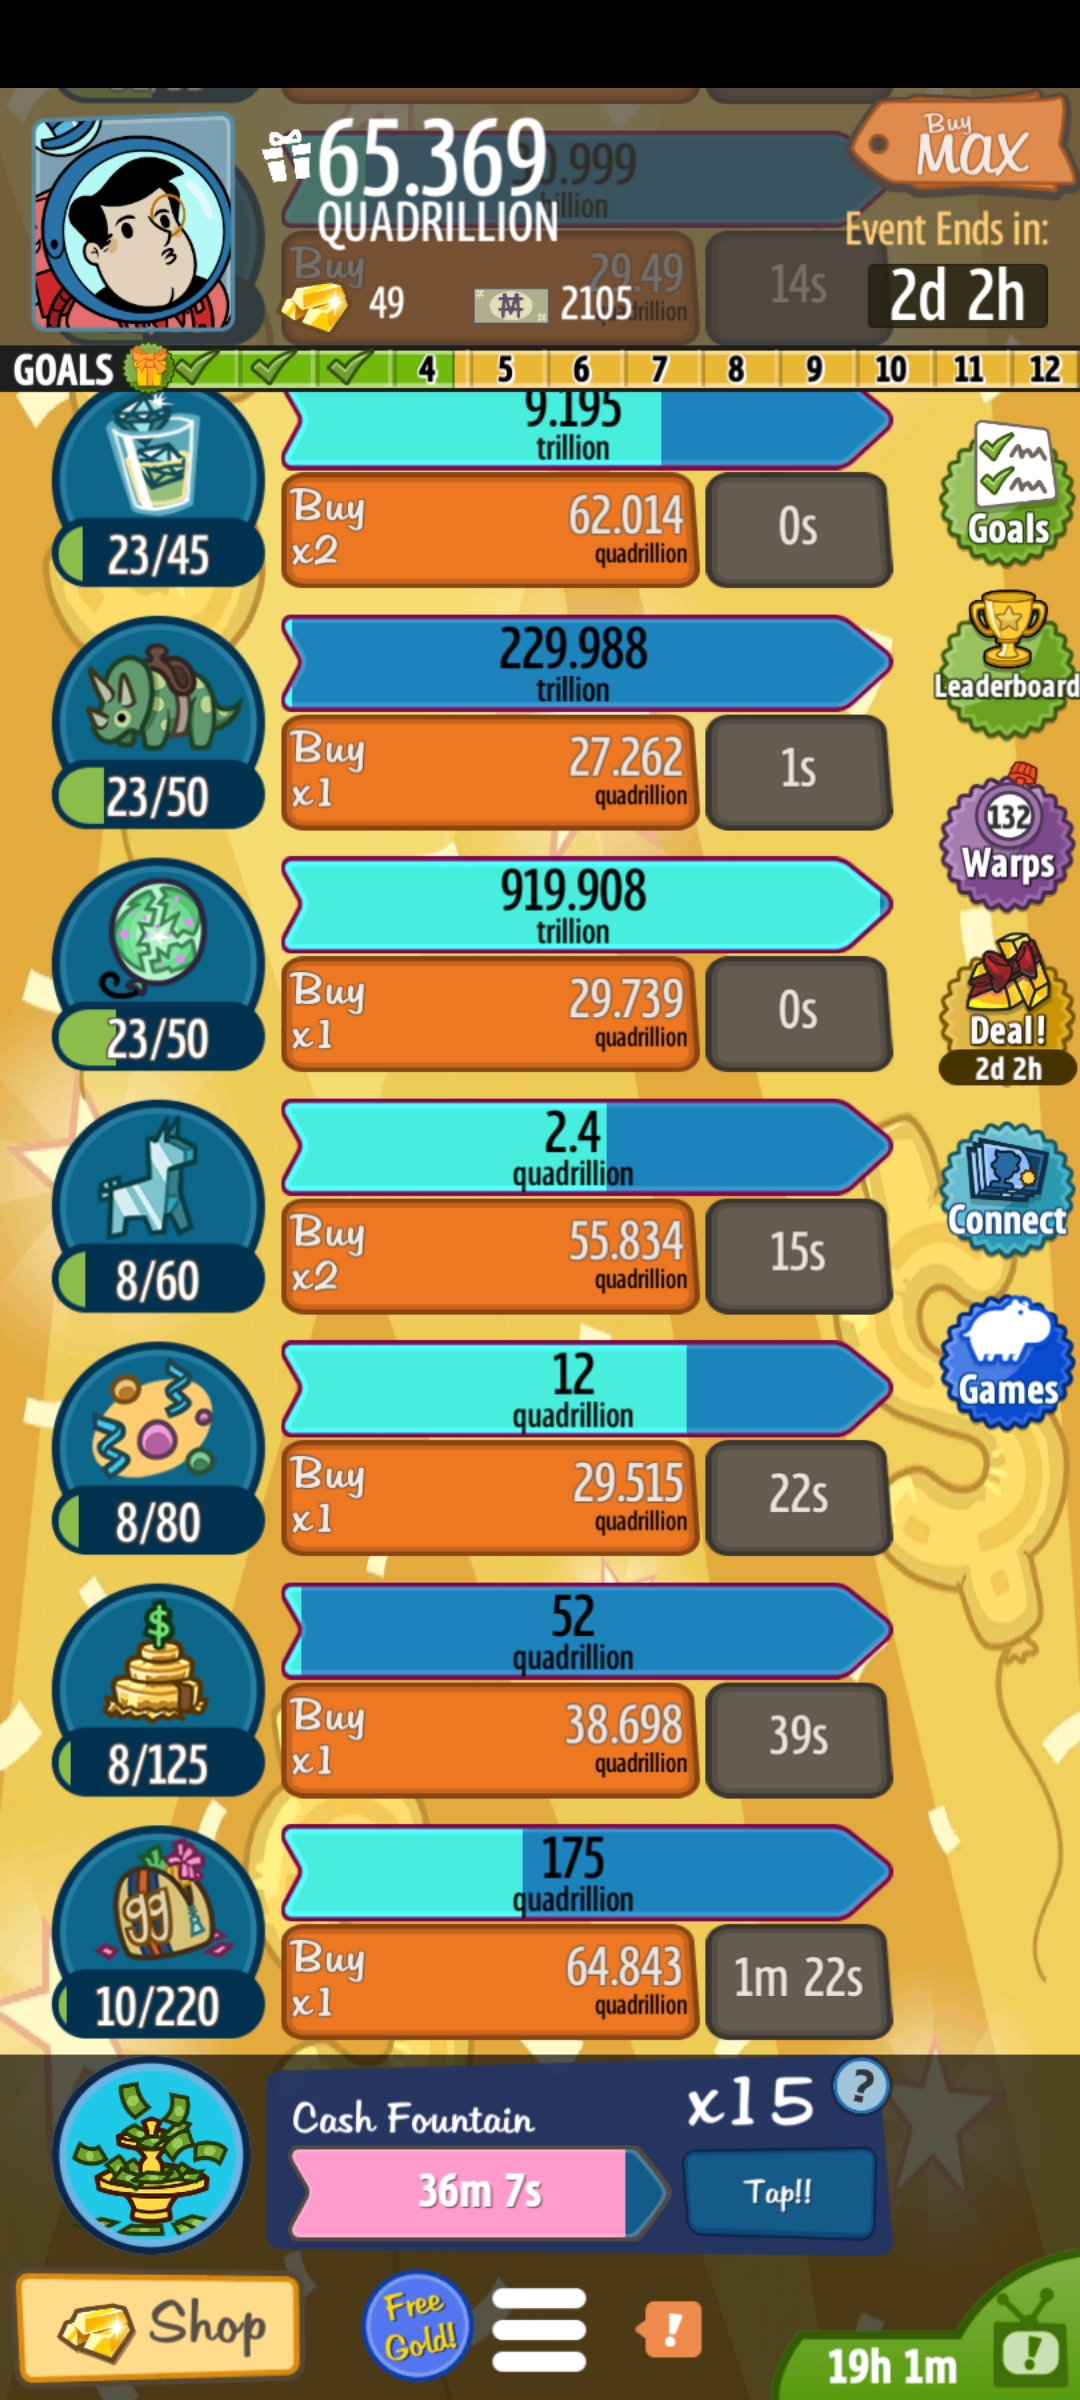 65.369
QUADRILLION
Buy
MAX
Event Ends in:
2d 2h
49
2105
0.999
Buy
29.49
14s
GOALS
4 5 6 7 8 9 10 11 12
9.195
trillion
Buy
x2
62.014
quadrillion
0s
23/45
Goals
229.988
trillion
Buy
x1
27.262
quadrillion
1s
23/50
Leaderboard
919.908
trillion
Buy
x1
29.739
quadrillion
0s
23/50
132
Warps
Deal!
2d 2h
2.4
quadrillion
Buy
x2
55.834
quadrillion
15s
8/60
Connect
12
quadrillion
Buy
x1
29.515
quadrillion
22s
8/80
Games
52
quadrillion
Buy
x1
38.698
quadrillion
39s
8/125
175
quadrillion
Buy
x1
64.843
quadrillion
1m 22s
99
10/220
Cash Fountain
x15
?
36m 7s
Tap!!
Shop
Free
Gold!
!
19h 1m
!